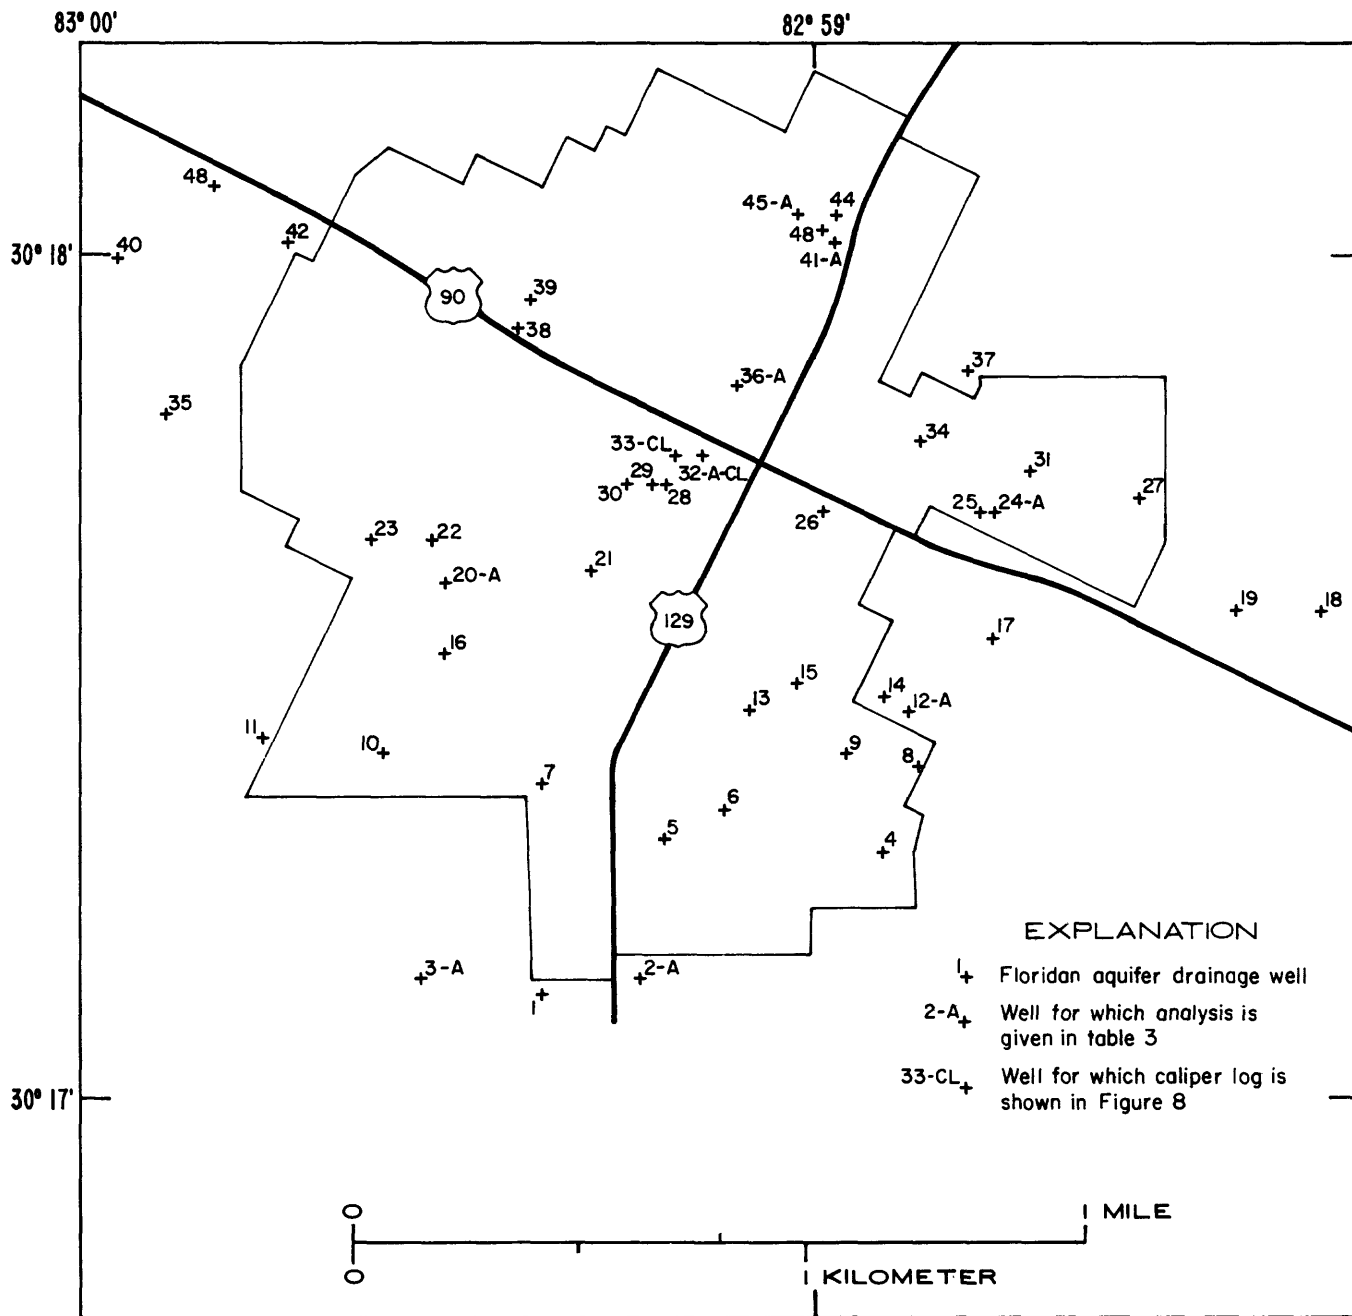 83° 00'
82° 59'
48
45-A
44
48
41-A
40
42
30° 18'
90
39
38
37
36-A
35
34
33-CL
32-A-CL
31
30
29
28
27
25
24-A
26
23
22
21
20-A
129
19
18
17
16
15
14
13
12-A
11
10
9
8
7
6
5
4
3-A
2-A
1
EXPLANATION
1 Floridan aquifer drainage well
2-A Well for which analysis is
given in table 3
33-CL Well for which caliper log is
shown in Figure 8
30° 17'
0 1 MILE
0 1 KILOMETER